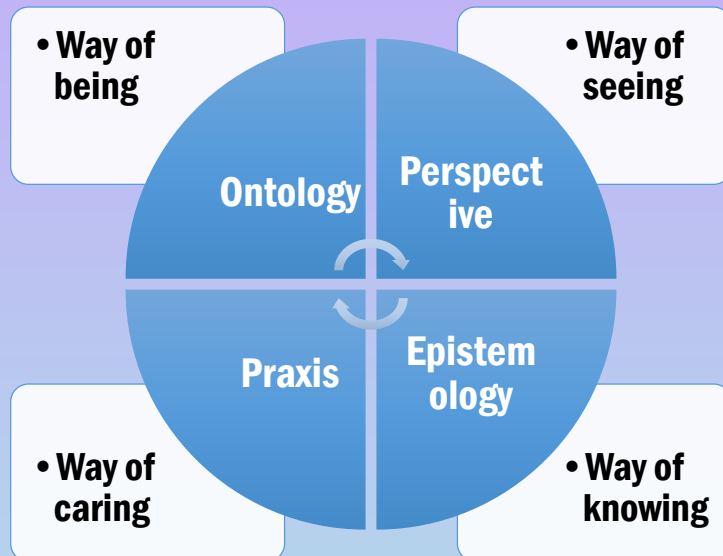 • Way of
being
• Way of
seeing
Ontology
Perspect
ive
Praxis
Epistem
ology
• Way of
caring
• Way of
knowing